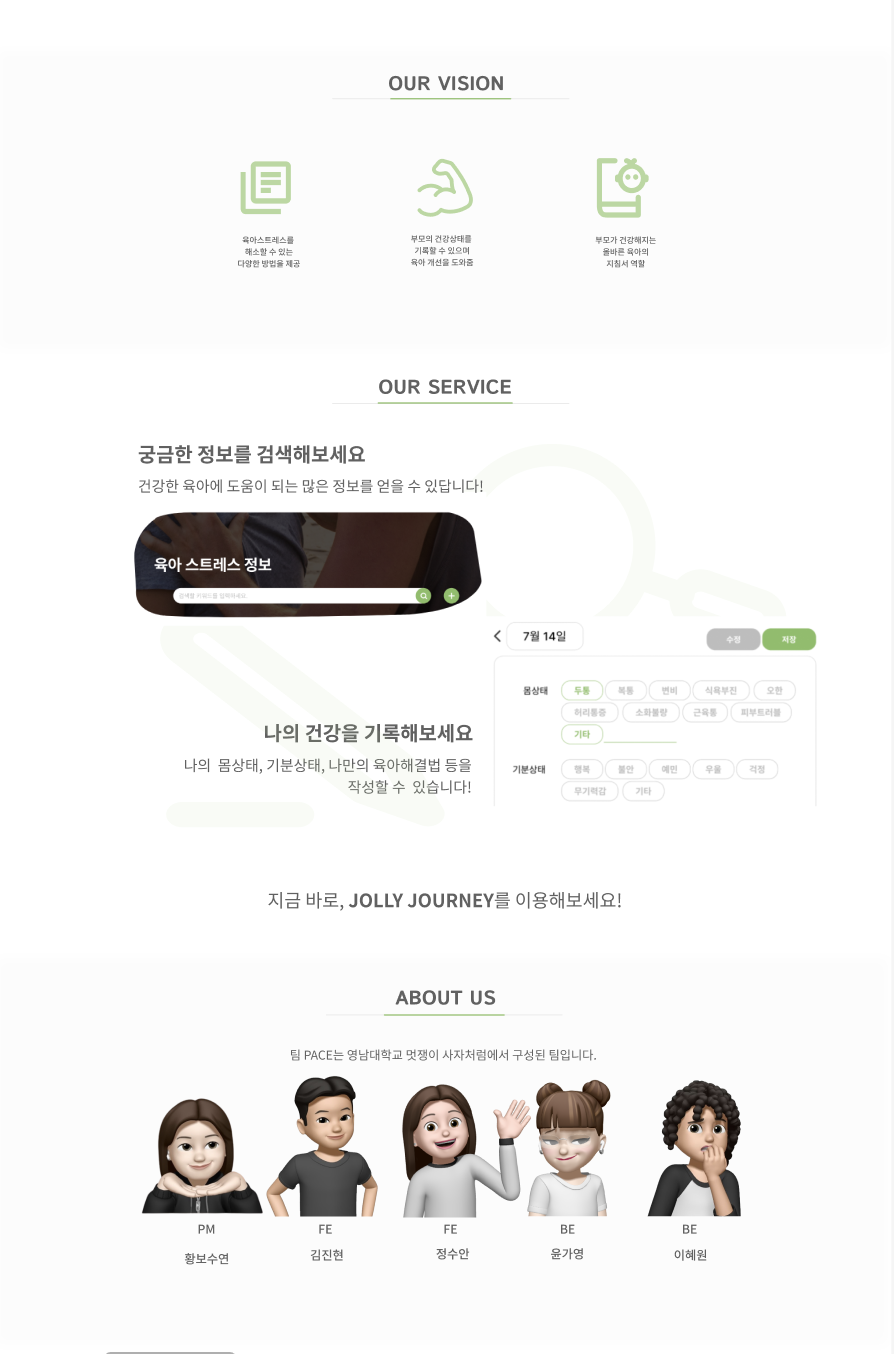 OUR VISION
육아스트레스를
해소할 수 있는
다양한 방법을 제공
부모의 건강상태를
기록할 수 있으며
육아 개선을 도와줌
부모가 건강해지는
올바른 육아의
지침서 역할
OUR SERVICE
궁금한 정보를 검색해보세요
건강한 육아에 도움이 되는 많은 정보를 얻을 수 있답니다!
육아 스트레스 정보
검색할 키워드를 입력하세요.
7월 14일
수정
저장
몸상태
두통 복통 변비 식욕부진 오한
허리통증 소화불량 근육통 피부트러블
기타
기분상태
행복 불안 예민 우울 걱정
무기력감 기타
나의 건강을 기록해보세요
나의 몸상태, 기분상태, 나만의 육아해결법 등을
작성할 수 있습니다!
지금 바로, JOLLY JOURNEY를 이용해보세요!
ABOUT US
팀 PACE는 영남대학교 멋쟁이 사자처럼에서 구성된 팀입니다.
PM
황보수연
FE
김진현
FE
정수안
BE
윤가영
BE
이혜원